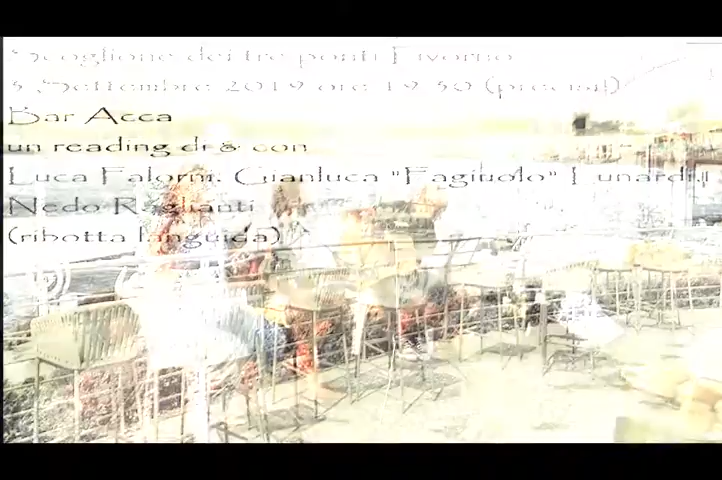 Scoglione dei tre ponti Livorno
5 Settembre 2019 ore 19.30 (precisi!)
Bar Acca
un reading di & con
Luca Falorni, Gianluca "Fagiuolo" Lunardi,
Nedo Raglianti
(ribotta languida)